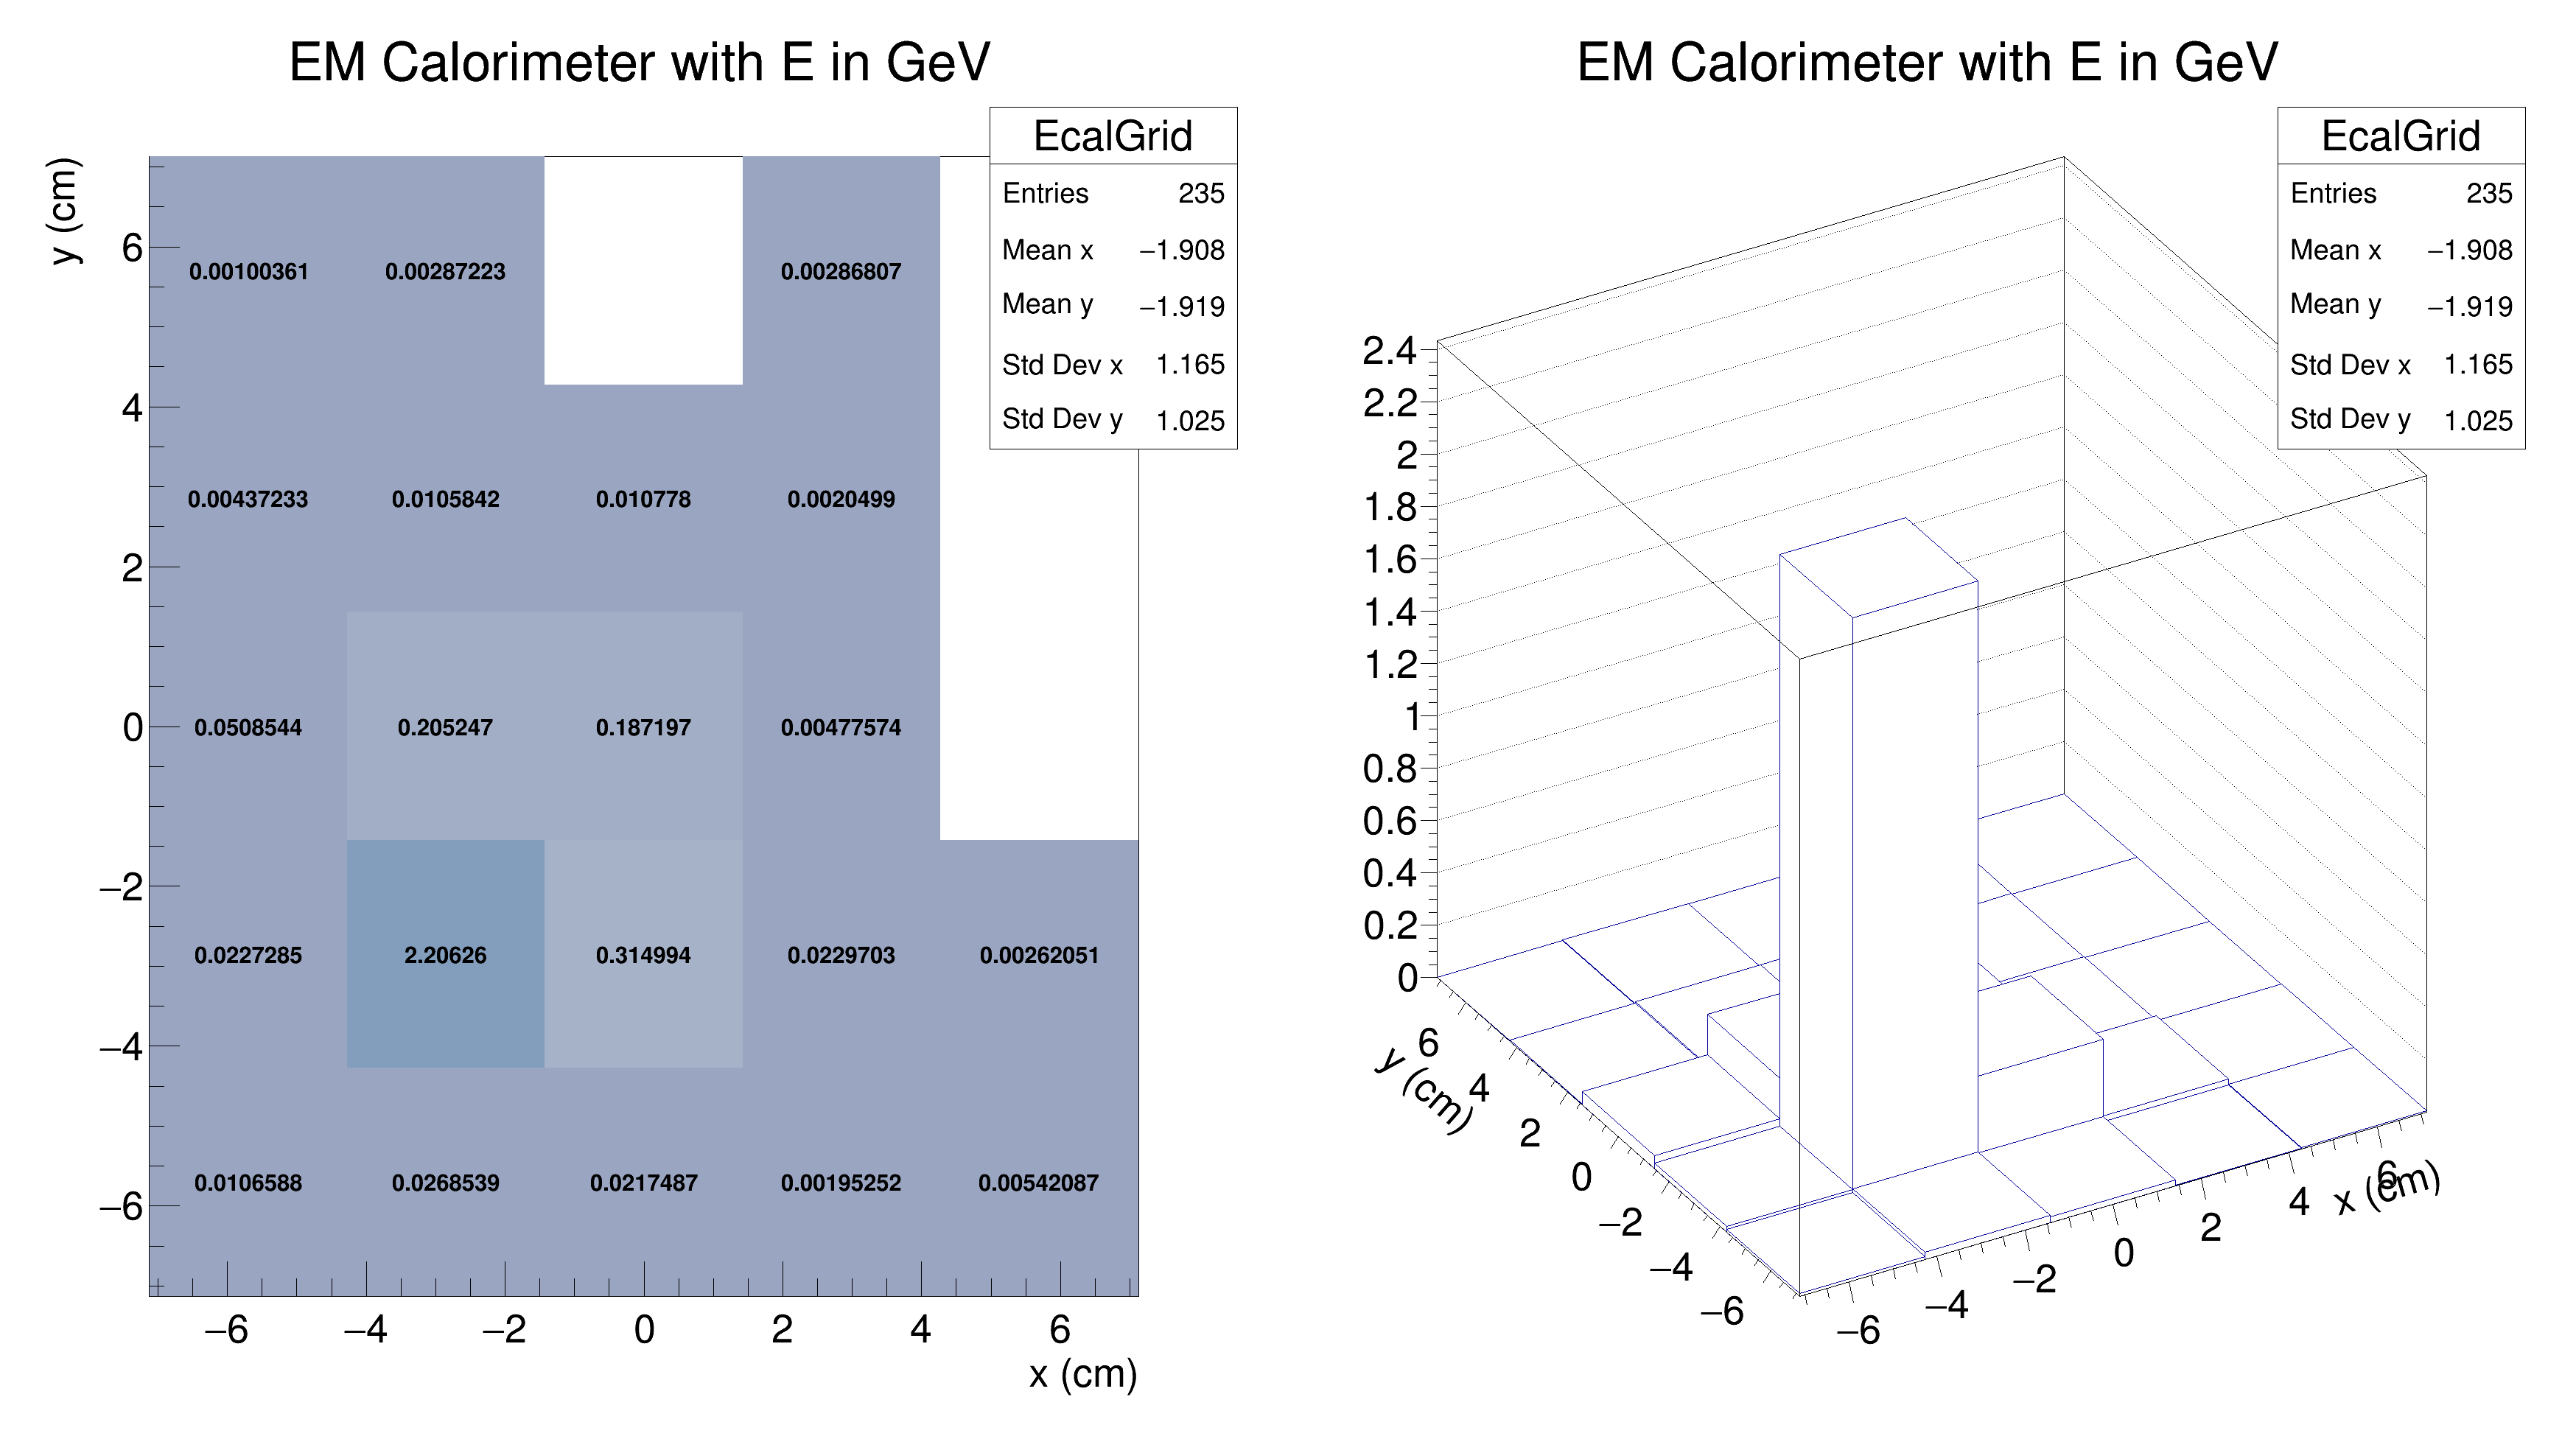 EM Calorimeter with E in GeV
EcalGrid
Entries 235
Mean x −1.908
Mean y −1.919
Std Dev x 1.165
Std Dev y 1.025
y (cm)
6
4
2
0
−2
−4
−6
0.00100361 0.00287223 0.00286807
0.00437233 0.0105842 0.010778 0.0020499
0.0508544 0.205247 0.187197 0.00477574
0.0227285 2.20626 0.314994 0.0229703 0.00262051
0.0106588 0.0268539 0.0217487 0.00195252 0.00542087
−6 −4 −2 0 2 4 6
x (cm)
EM Calorimeter with E in GeV
EcalGrid
Entries 235
Mean x −1.908
Mean y −1.919
Std Dev x 1.165
Std Dev y 1.025
2.4
2.2
2
1.8
1.6
1.4
1.2
1
0.8
0.6
0.4
0.2
0
y (cm)
6
4
2
0
−2
−4
−6
−6
−4
−2
0
2
4
6
x (cm)